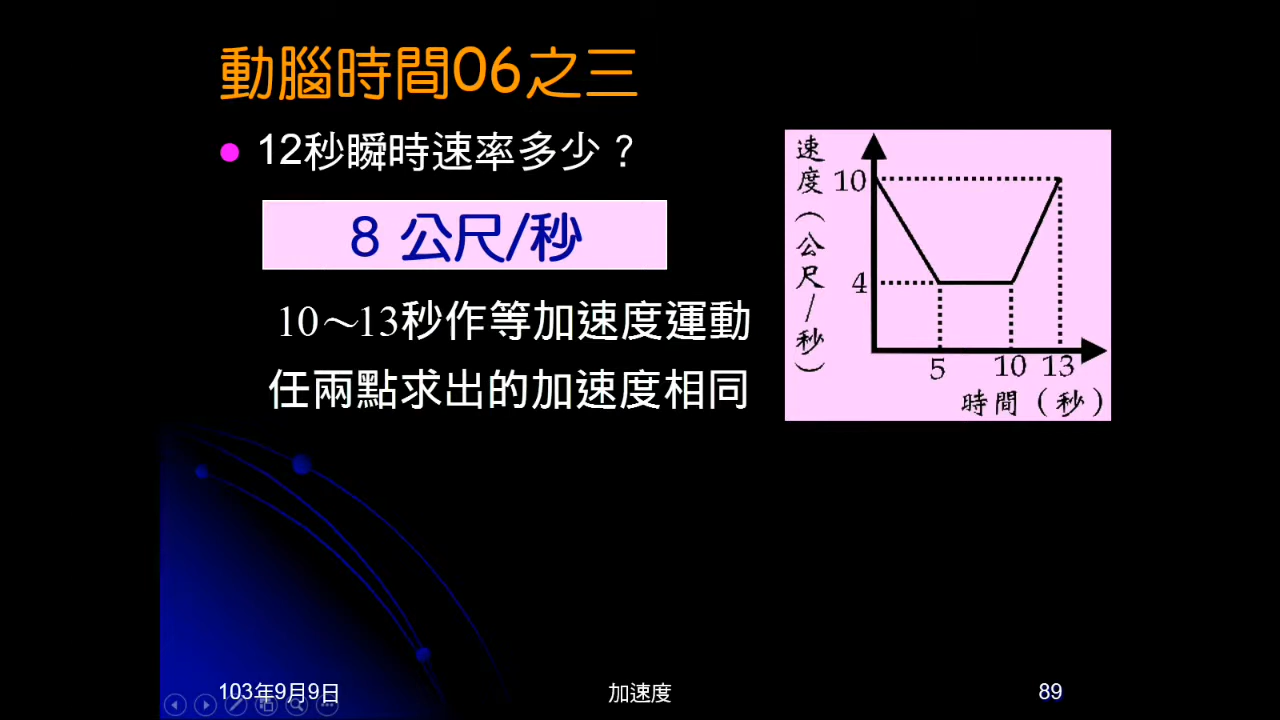 動腦時間06之三
12秒瞬時速率多少？
8 公尺/秒
10～13秒作等加速度運動
任兩點求出的加速度相同
速度(公尺/秒)
10
4
5
10
13
時間(秒)
103年9月9日
加速度
89